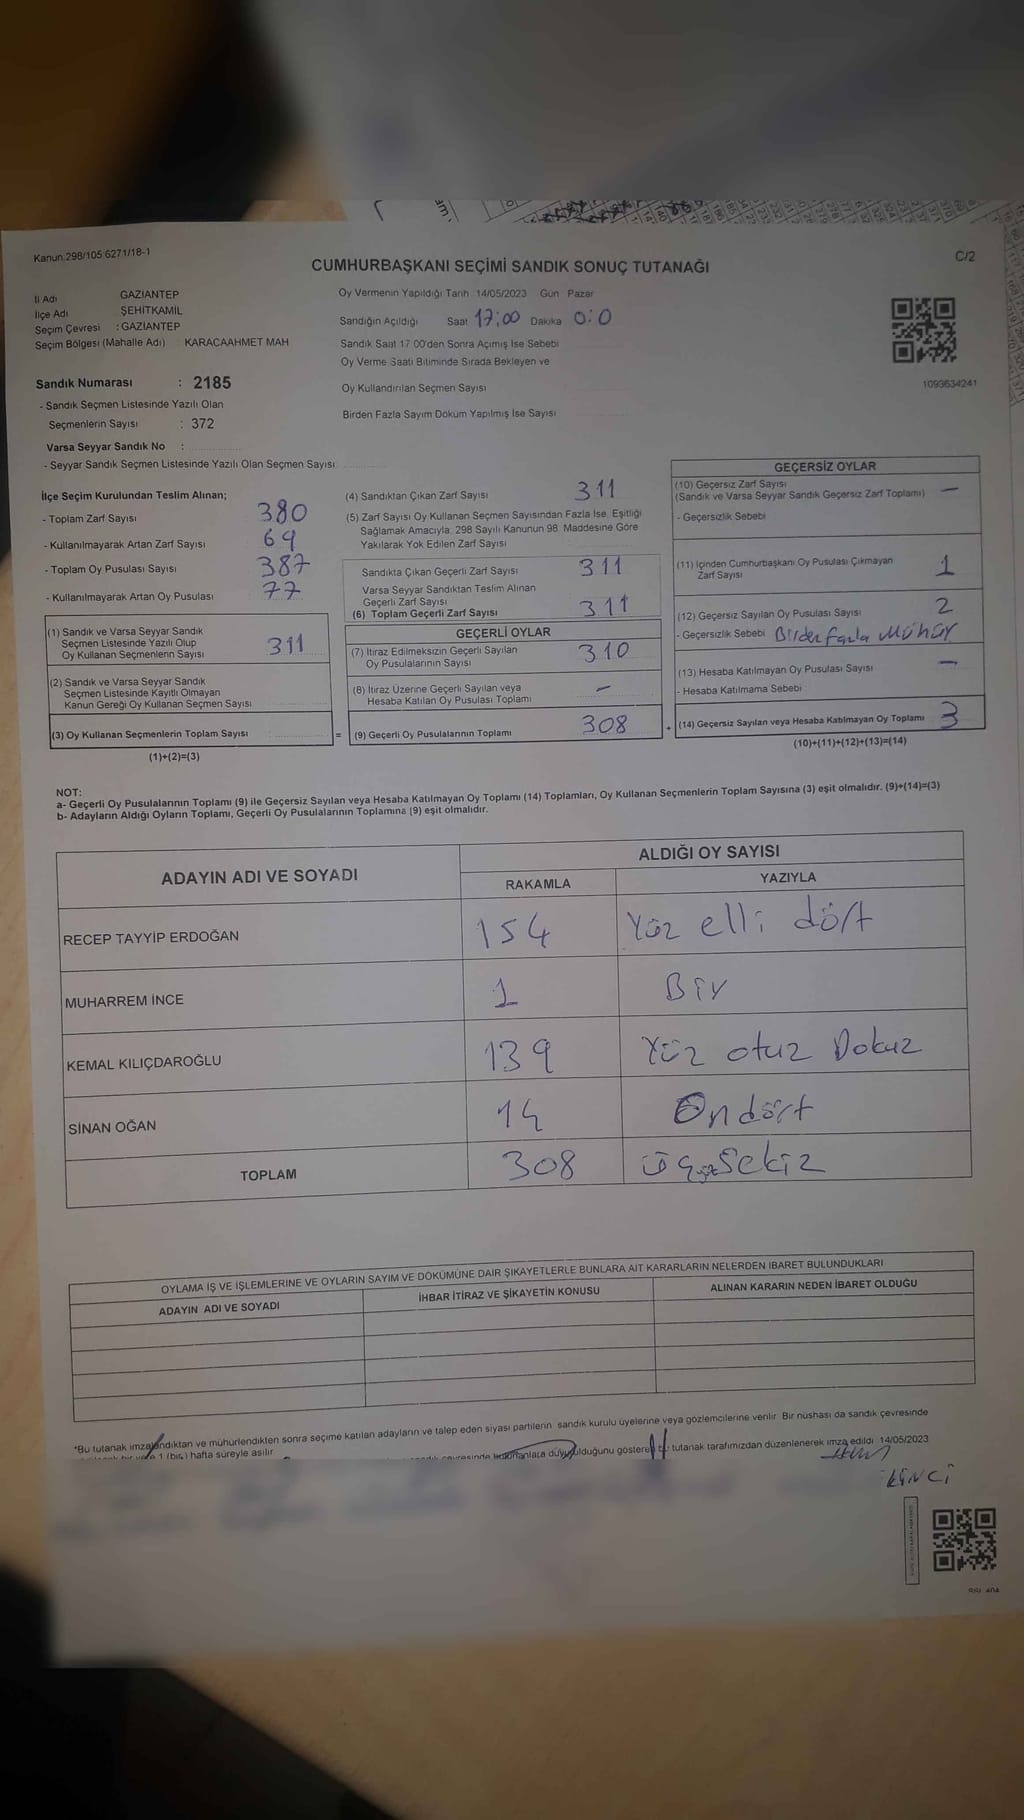 Kanun:298/105 6271/18-1
C/2
CUMHURBAŞKANI SEÇİMİ SANDIK SONUÇ TUTANAĞI
İl Adı GAZİANTEP
İlçe Adı ŞEHİTKAMİL
Seçim Çevresi : GAZİANTEP
Seçim Bölgesi (Mahalle Adı) KARACAAHMET MAH
Oy Vermenin Yapıldığı Tarih 14/05/2023 Gün Pazar
Sandığın Açıldığı Saat 17:00 Dakika 0:0
Sandık Saat 17 00'den Sonra Açımış İse Sebebi
Oy Verme Saati Bitiminde Sırada Bekleyen ve
Oy Kullandırılan Seçmen Sayısı
Birden Fazla Sayım Döküm Yapılmış İse Sayısı
1093634241
Sandık Numarası : 2185
- Sandık Seçmen Listesinde Yazılı Olan
Seçmenlerin Sayısı : 372
Varsa Seyyar Sandık No :
- Seyyar Sandık Seçmen Listesinde Yazılı Olan Seçmen Sayısı
İlçe Seçim Kurulundan Teslim Alınan;
- Toplam Zarf Sayısı 380
- Kullanılmayarak Artan Zarf Sayısı 69
- Toplam Oy Pusulası Sayısı 387
- Kullanılmayarak Artan Oy Pusulası 77
(1) Sandık ve Varsa Seyyar Sandık
Seçmen Listesinde Yazılı Olup
Oy Kullanan Seçmenlerin Sayısı 311
(2) Sandık ve Varsa Seyyar Sandık
Seçmen Listesinde Kayıtlı Olmayan
Kanun Gereği Oy Kullanan Seçmen Sayısı
(3) Oy Kullanan Seçmenlerin Toplam Sayısı
(1)+(2)=(3)
(4) Sandıktan Çıkan Zarf Sayısı 311
(5) Zarf Sayısı Oy Kullanan Seçmen Sayısından Fazla İse, Eşitliği
Sağlamak Amacıyla 298 Sayılı Kanunun 98. Maddesine Göre
Yakılarak Yok Edilen Zarf Sayısı
Sandıkta Çıkan Geçerli Zarf Sayısı 311
Varsa Seyyar Sandıktan Teslim Alınan
Geçerli Zarf Sayısı
(6) Toplam Geçerli Zarf Sayısı 311
GEÇERLİ OYLAR
(7) İtiraz Edilmeksizin Geçerli Sayılan
Oy Pusulalarının Sayısı 310
(8) İtiraz Üzerine Geçerli Sayılan veya
Hesaba Katılan Oy Pusulası Toplamı –
= (9) Geçerli Oy Pusulalarının Toplamı 308
GEÇERSİZ OYLAR
(10) Geçersiz Zarf Sayısı
(Sandık ve Varsa Seyyar Sandık Geçersiz Zarf Toplamı) –
- Geçersizlik Sebebi
(11) İçinden Cumhurbaşkanı Oy Pusulası Çıkmayan
Zarf Sayısı 1
(12) Geçersiz Sayılan Oy Pusulası Sayısı 2
- Geçersizlik Sebebi Birden fazla Mühür
(13) Hesaba Katılmayan Oy Pusulası Sayısı –
- Hesaba Katılmama Sebebi
+ (14) Geçersiz Sayılan veya Hesaba Katılmayan Oy Toplamı 3
(10)+(11)+(12)+(13)=(14)
NOT:
a- Geçerli Oy Pusulalarının Toplamı (9) ile Geçersiz Sayılan veya Hesaba Katılmayan Oy Toplamı (14) Toplamları, Oy Kullanan Seçmenlerin Toplam Sayısına (3) eşit olmalıdır. (9)+(14)=(3)
b- Adayların Aldığı Oyların Toplamı, Geçerli Oy Pusulalarının Toplamına (9) eşit olmalıdır.
ADAYIN ADI VE SOYADI
ALDIĞI OY SAYISI
RAKAMLA YAZIYLA
RECEP TAYYİP ERDOĞAN 154 Yüz elli dört
MUHARREM İNCE 1 Bir
KEMAL KILIÇDAROĞLU 139 Yüz otuz Dokuz
SİNAN OĞAN 14 Ondört
TOPLAM 308 Üçyüzsekiz
OYLAMA İŞ VE İŞLEMLERİNE VE OYLARIN SAYIM VE DÖKÜMÜNE DAİR ŞİKAYETLERLE BUNLARA AİT KARARLARIN NELERDEN İBARET BULUNDUKLARI
ADAYIN ADI VE SOYADI
İHBAR İTİRAZ VE ŞİKAYETİN KONUSU
ALINAN KARARIN NEDEN İBARET OLDUĞU
*Bu tutanak imzalandıktan ve mühürlendikten sonra seçime katılan adayların ve talep eden siyasi partilerin sandık kurulu üyelerine veya gözlemcilerine verilir Bir nüshası da sandık çevresinde
1 (bir) hafta süreyle asılır
duyulduğunu gösteren bu tutanak tarafımızdan düzenlenerek imza edildi 14/05/2023